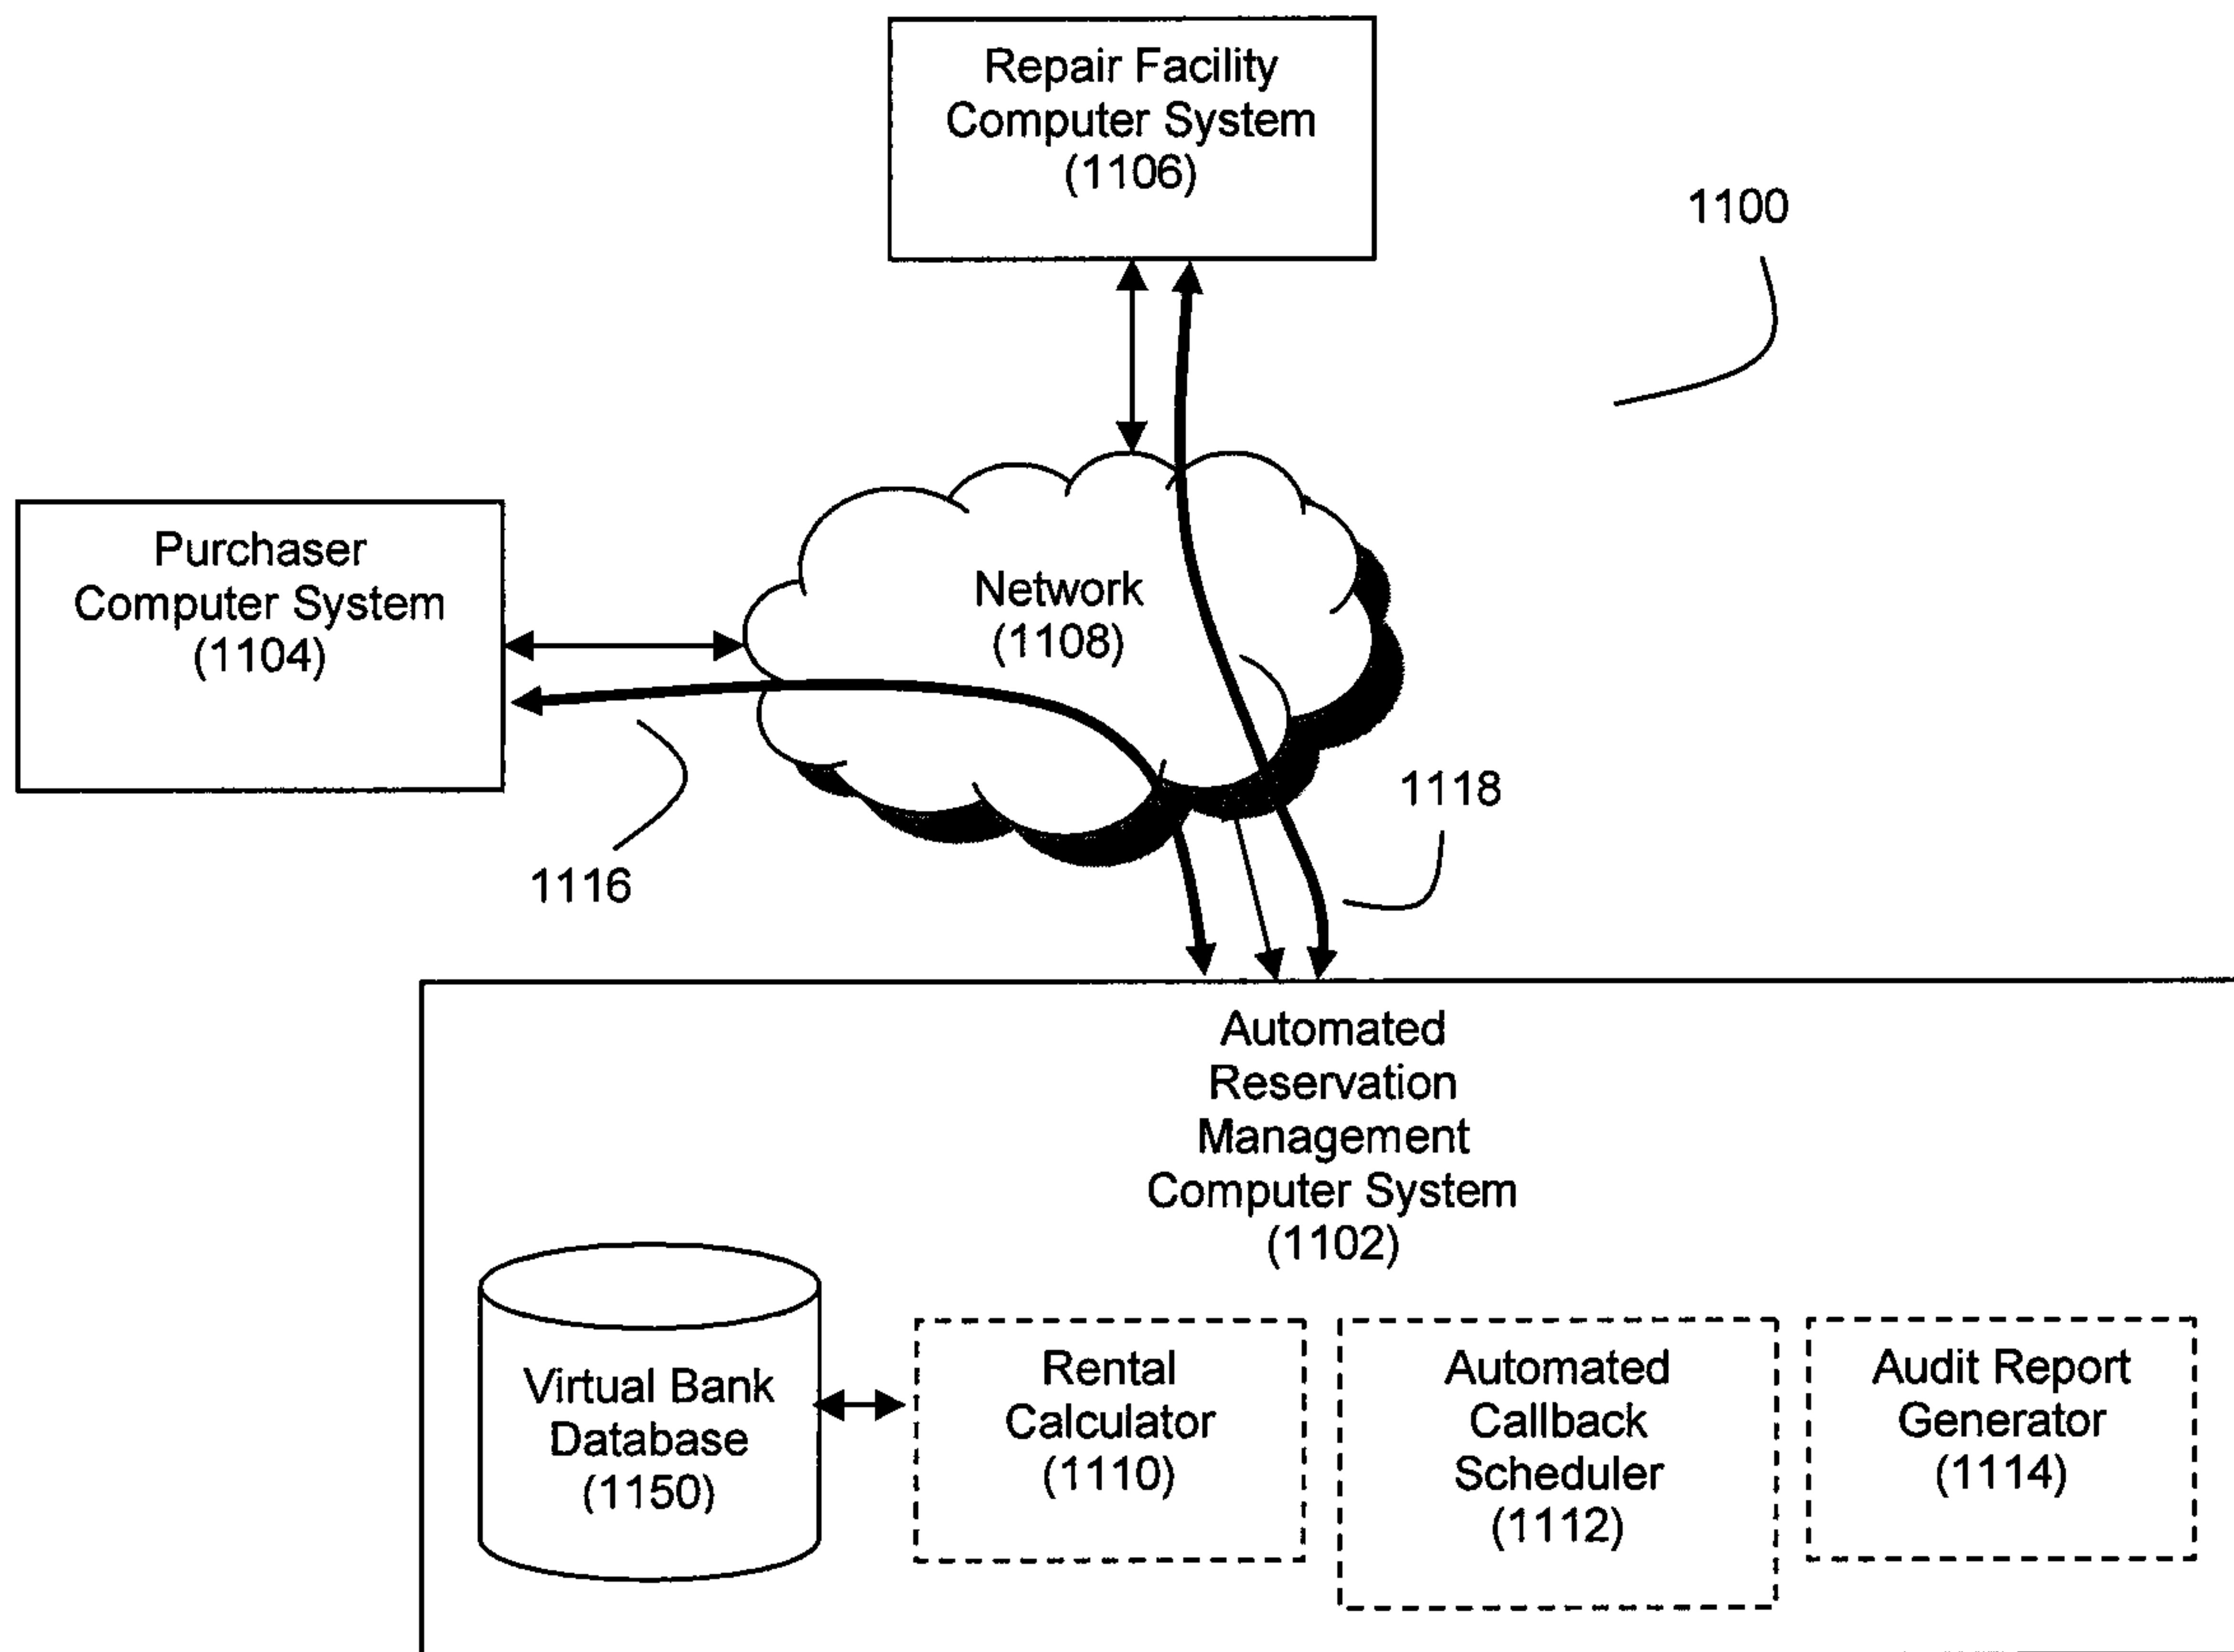 Repair Facility
Computer System
(1106)
1100
Purchaser
Computer System
(1104)
Network
(1108)
1118
1116
Automated
Reservation
Management
Computer System
(1102)
Virtual Bank
Database
(1150)
Rental
Calculator
(1110)
Automated
Callback
Scheduler
(1112)
Audit Report
Generator
(1114)